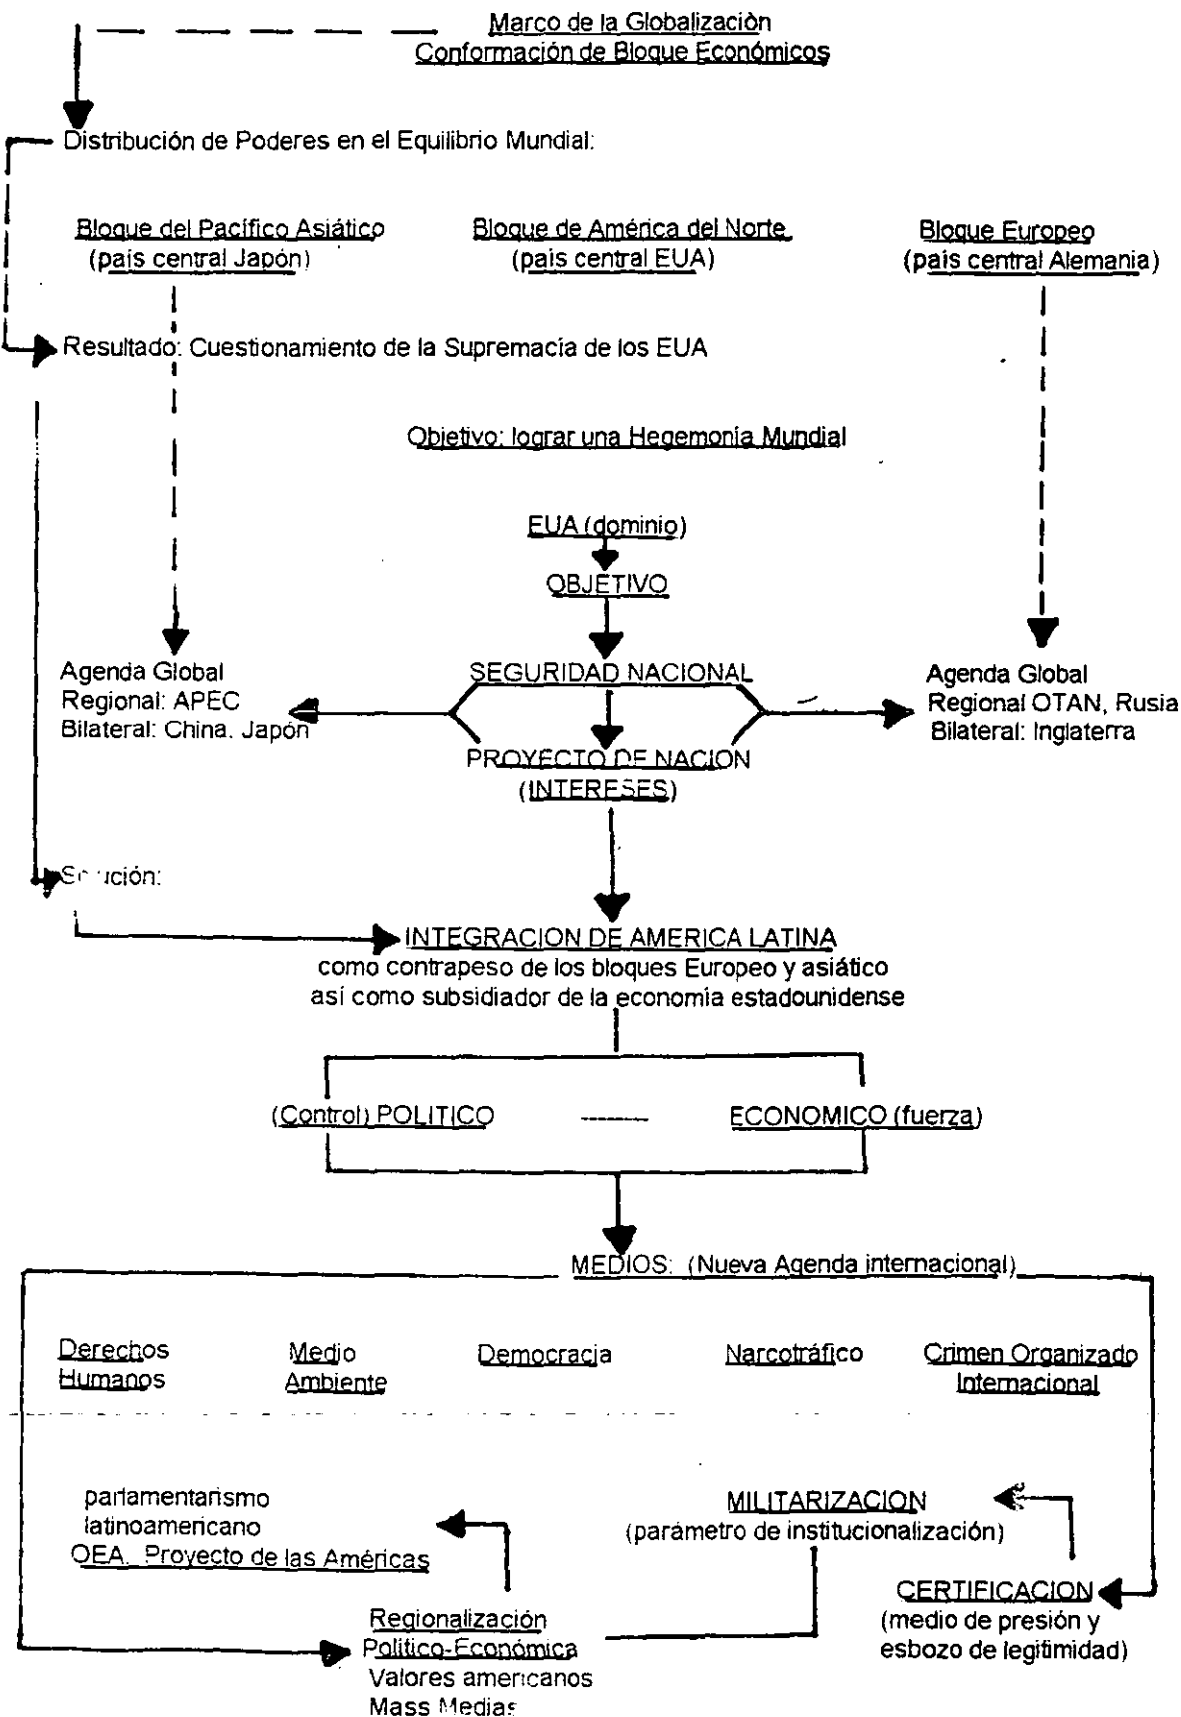 Marco de la Globalizaciòn
Conformación de Bloque Económicos
Distribución de Poderes en el Equilibrio Mundial:
Bloque del Pacífico Asiático
(país central Japón)
Bloque de América del Norte
(pais central EUA)
Bloque Europeo
(país central Alemania)
Resultado: Cuestionamiento de la Supremacía de los EUA
Objetivo: lograr una Hegemonía Mundial
EUA (dominio)
OBJETIVO
Agenda Global
Regional: APEC
Bilateral: China. Japón
SEGURIDAD NACIONAL
PROYECTO DE NACION
(INTERESES)
Agenda Global
Regional OTAN, Rusia
Bilateral: Inglaterra
INTEGRACION DE AMERICA LATINA
como contrapeso de los bloques Europeo y asiático
así como subsidiador de la economía estadounidense
(Control) POLITICO
ECONOMICO (fuerza)
MEDIOS: (Nueva Agenda internacional)
Derechos
Humanos
Medio
Ambiente
Democracia
Narcotráfico
Crimen Organizado
Internacional
parlamentarismo
latinoamericano
OEA. Proyecto de las Américas
MILITARIZACION
(parámetro de institucionalización)
CERTIFICACION
(medio de presión y
esbozo de legitimidad)
Regionalización
Político-Económica
Valores americanos
Mass Medias